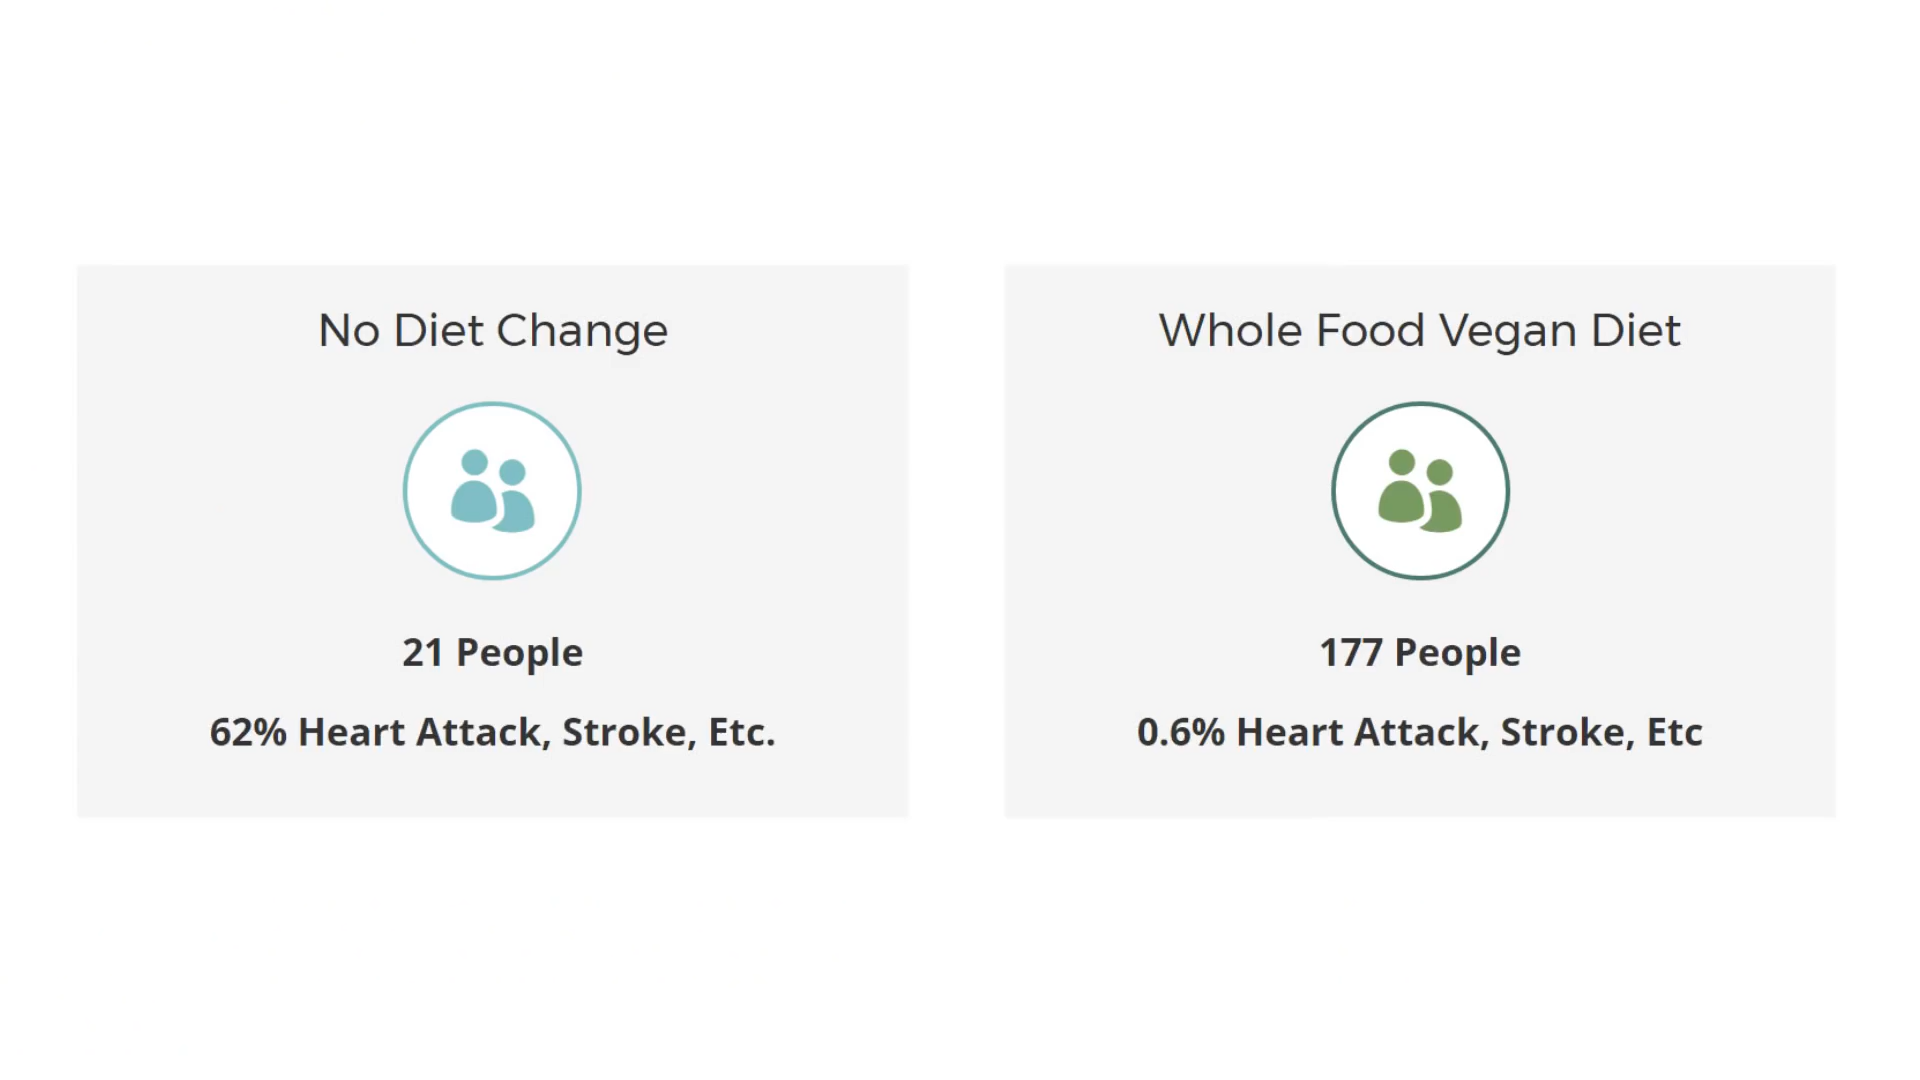 No Diet Change
21 People
62% Heart Attack, Stroke, Etc.
Whole Food Vegan Diet
177 People
0.6% Heart Attack, Stroke, Etc